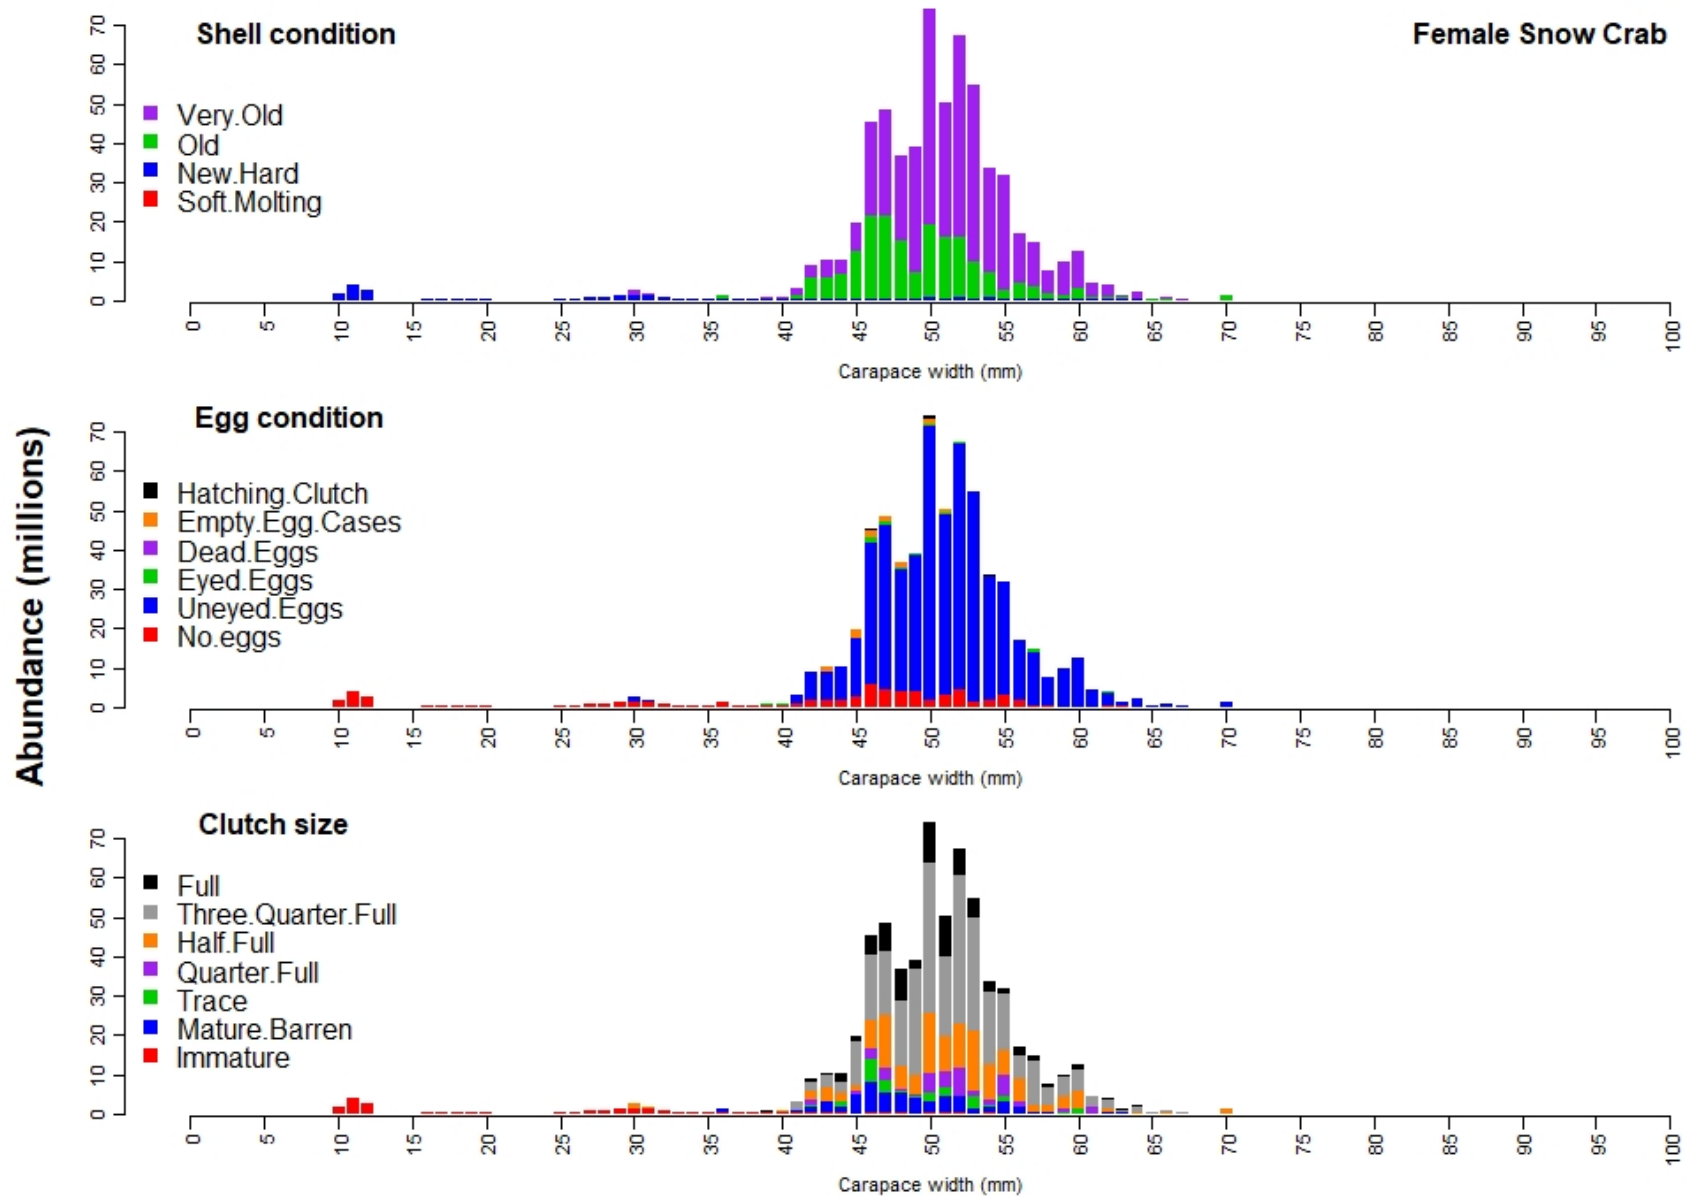 Shell condition
Female Snow Crab
Very.Old
Old
New.Hard
Soft.Molting
0 10 20 30 40 50 60 70
0 5 10 15 20 25 30 35 40 45 50 55 60 65 70 75 80 85 90 95 100
Carapace width (mm)
Abundance (millions)
Egg condition
Hatching.Clutch
Empty.Egg.Cases
Dead.Eggs
Eyed.Eggs
Uneyed.Eggs
No.eggs
0 10 20 30 40 50 60 70
0 5 10 15 20 25 30 35 40 45 50 55 60 65 70 75 80 85 90 95 100
Carapace width (mm)
Clutch size
Full
Three.Quarter.Full
Half.Full
Quarter.Full
Trace
Mature.Barren
Immature
0 10 20 30 40 50 60 70
0 5 10 15 20 25 30 35 40 45 50 55 60 65 70 75 80 85 90 95 100
Carapace width (mm)